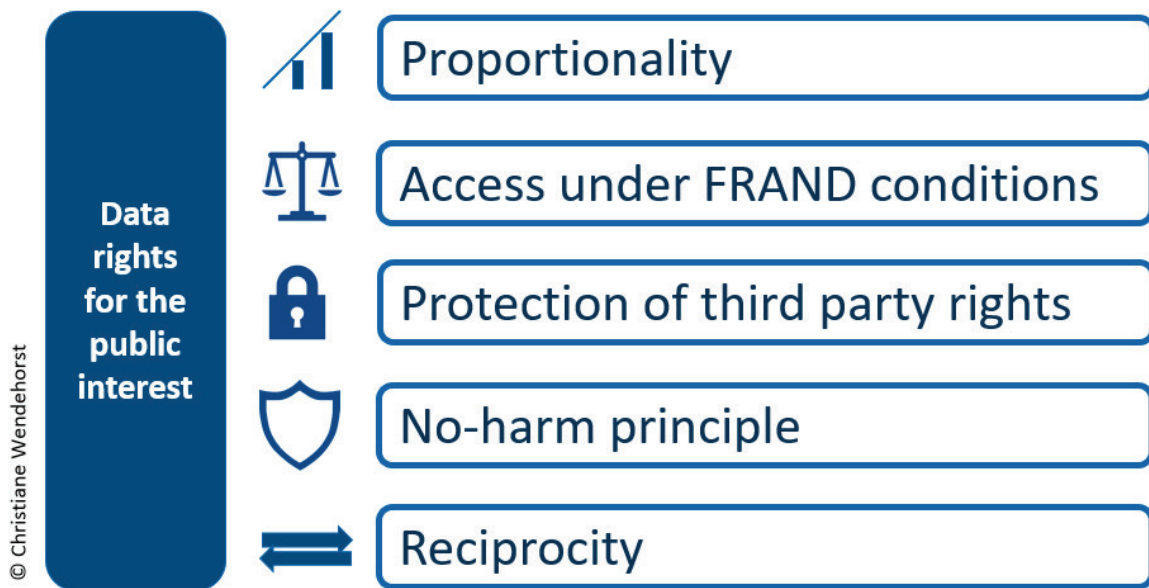 © Christiane Wendehorst
Data
rights
for the
public
interest
Proportionality
Access under FRAND conditions
Protection of third party rights
No-harm principle
Reciprocity